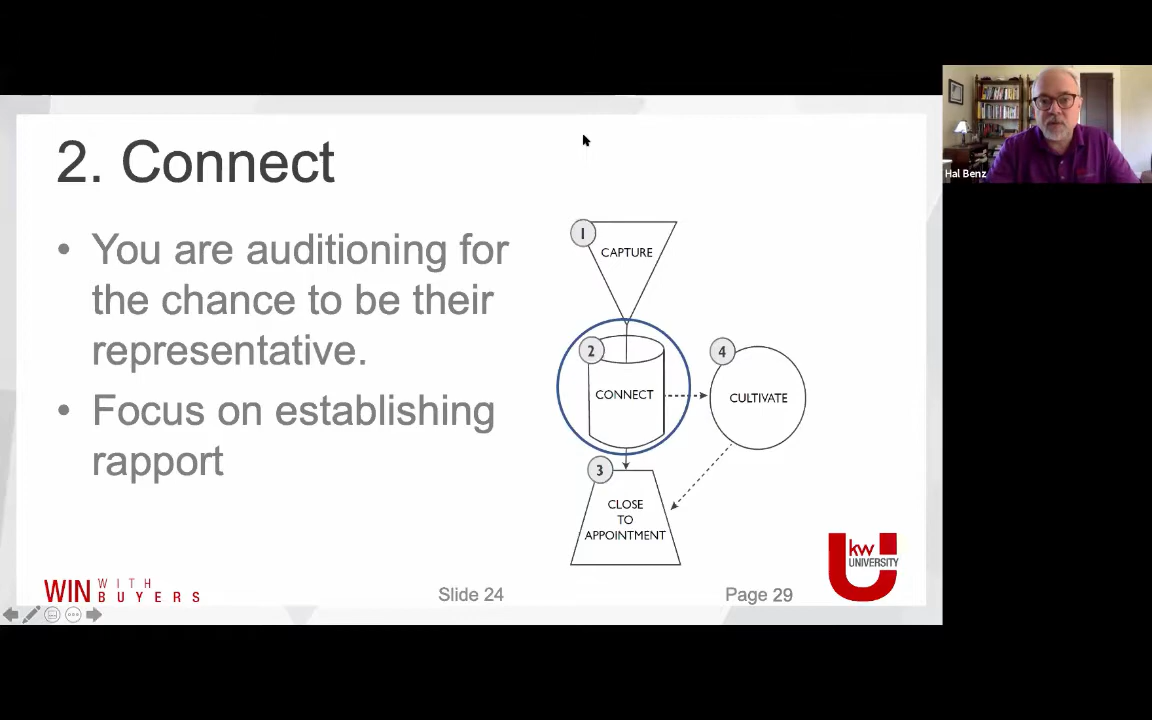 2. Connect
• You are auditioning for
the chance to be their
representative.
• Focus on establishing
rapport
1
CAPTURE
2
CONNECT
4
CULTIVATE
3
CLOSE
TO
APPOINTMENT
WIN WITH
BUYERS
Slide 24
Page 29
kw
UNIVERSITY
Hal Benz